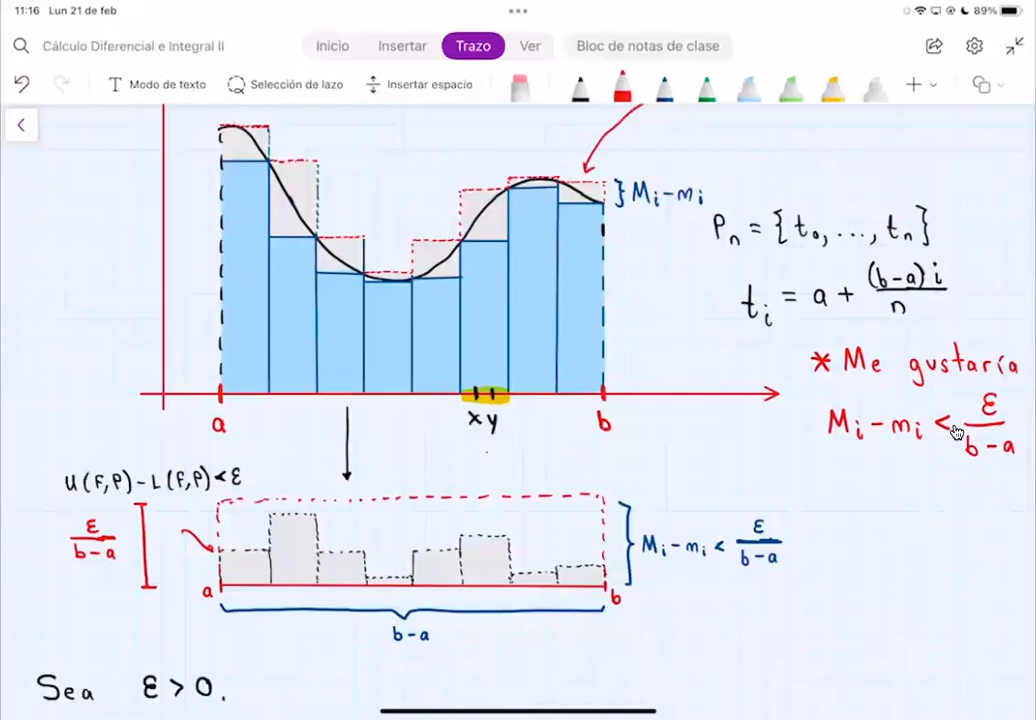 11:16 Lun 21 de feb
89%
Cálculo Diferencial e Integral II
Inicio Insertar Trazo Ver Bloc de notas de clase
Modo de texto Selección de lazo Insertar espacio
} Mᵢ-mᵢ
Pₙ = {t₀, ..., tₙ}
tᵢ = a + (b-a) i / n
* Me gustaría
Mᵢ - mᵢ < ε / b-a
a x y b
U(F,P)-L(F,P)<ε
ε / b-a
} Mᵢ-mᵢ < ε / b-a
a b
b-a
Sea ε > 0.